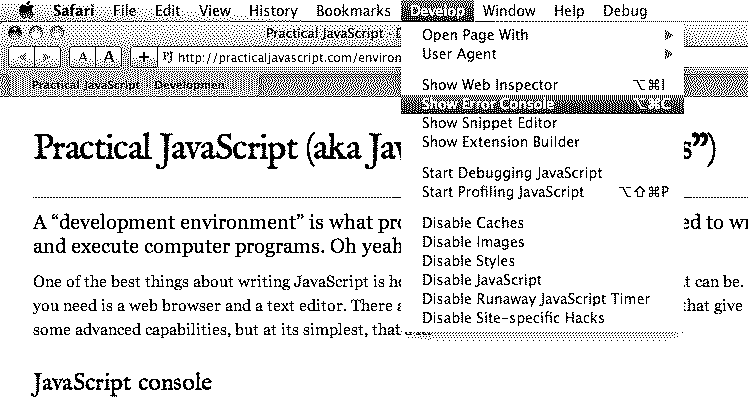 Safari File Edit View History Bookmarks Develop Window Help Debug
Practical JavaScript - D
A A + PJ http://practicaljavascript.com/environ
Practical JavaScript - Development
Open Page With
User Agent
Show Web Inspector ⌥⌘I
Show Error Console ⌥⌘C
Show Snippet Editor
Show Extension Builder
Start Debugging JavaScript
Start Profiling JavaScript ⌥⇧⌘P
Disable Caches
Disable Images
Disable Styles
Disable JavaScript
Disable Runaway JavaScript Timer
Disable Site-specific Hacks
Practical JavaScript (aka Jav s”)
A “development environment” is what pro ed to wr
and execute computer programs. Oh yeah
One of the best things about writing JavaScript is ho t can be.
you need is a web browser and a text editor. There a that give
some advanced capabilities, but at its simplest, that
JavaScript console